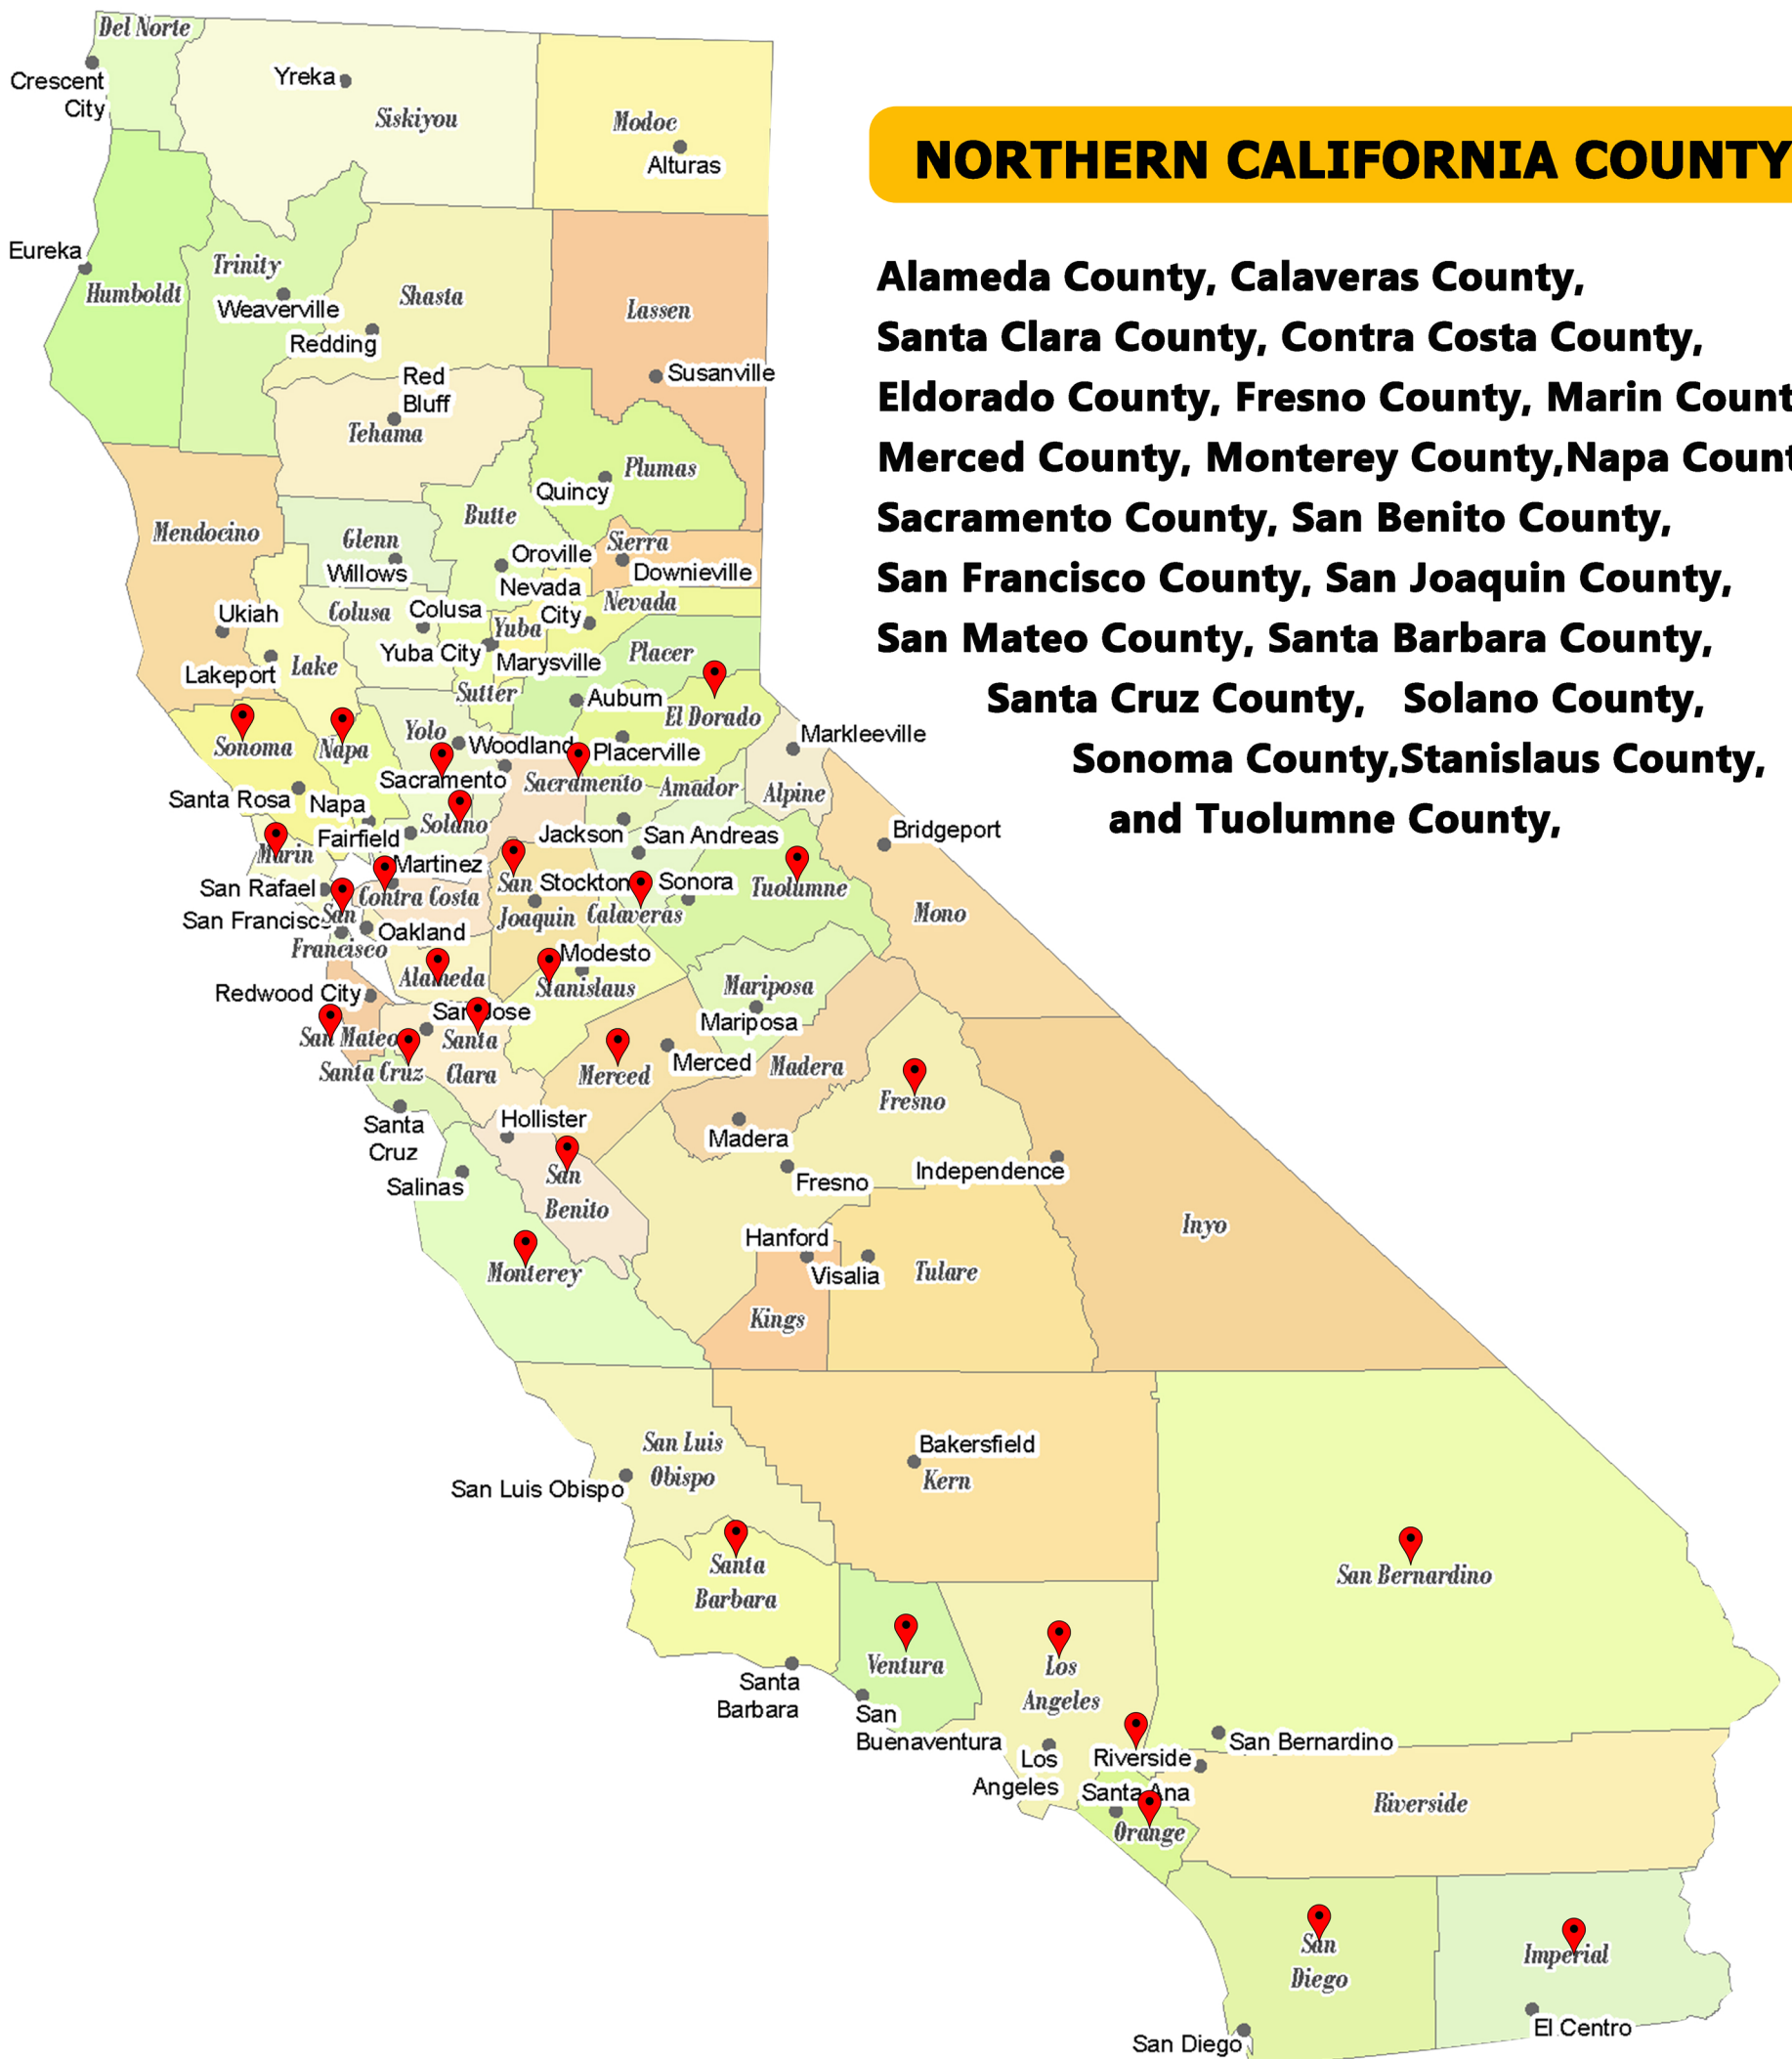 Del Norte
Crescent
City
Yreka
Siskiyou
Modoc
Alturas
NORTHERN CALIFORNIA COUNTY
Alameda County, Calaveras County,
Santa Clara County, Contra Costa County,
Eldorado County, Fresno County, Marin Count
Merced County, Monterey County,Napa Count
Sacramento County, San Benito County,
San Francisco County, San Joaquin County,
San Mateo County, Santa Barbara County,
Santa Cruz County, Solano County,
Sonoma County,Stanislaus County,
and Tuolumne County,
Eureka
Humboldt
Trinity
Weaverville
Shasta
Redding
Lassen
Susanville
Red
Bluff
Tehama
Plumas
Quincy
Mendocino
Glenn
Willows
Butte
Oroville
Sierra
Downieville
Nevada
City
Nevada
Colusa
Colusa
Yuba
Yuba City
Marysville
Ukiah
Lakeport
Lake
Sutter
Placer
Auburn
El Dorado
Sonoma
Napa
Yolo
Woodland
Placerville
Markleeville
Sacramento
Sacramento
Amador
Alpine
Santa Rosa
Napa
Solano
Fairfield
Jackson
San Andreas
Bridgeport
Marin
Martinez
San Rafael
Contra Costa
San
Joaquin
Stockton
Calaveras
Sonora
Tuolumne
Mono
San Francisco
San
Francisco
Oakland
Alameda
Modesto
Stanislaus
Redwood City
San Mateo
San Jose
Santa
Clara
Mariposa
Mariposa
Merced
Merced
Madera
Madera
Santa Cruz
Santa
Cruz
Hollister
Fresno
Fresno
San
Benito
Salinas
Monterey
Independence
Inyo
Hanford
Visalia
Tulare
Kings
San Luis
Obispo
San Luis Obispo
Bakersfield
Kern
Santa
Barbara
San Bernardino
Ventura
Los
Angeles
Santa
Barbara
San
Buenaventura
Los
Angeles
Riverside
San Bernardino
Santa Ana
Orange
Riverside
San
Diego
Imperial
El Centro
San Diego